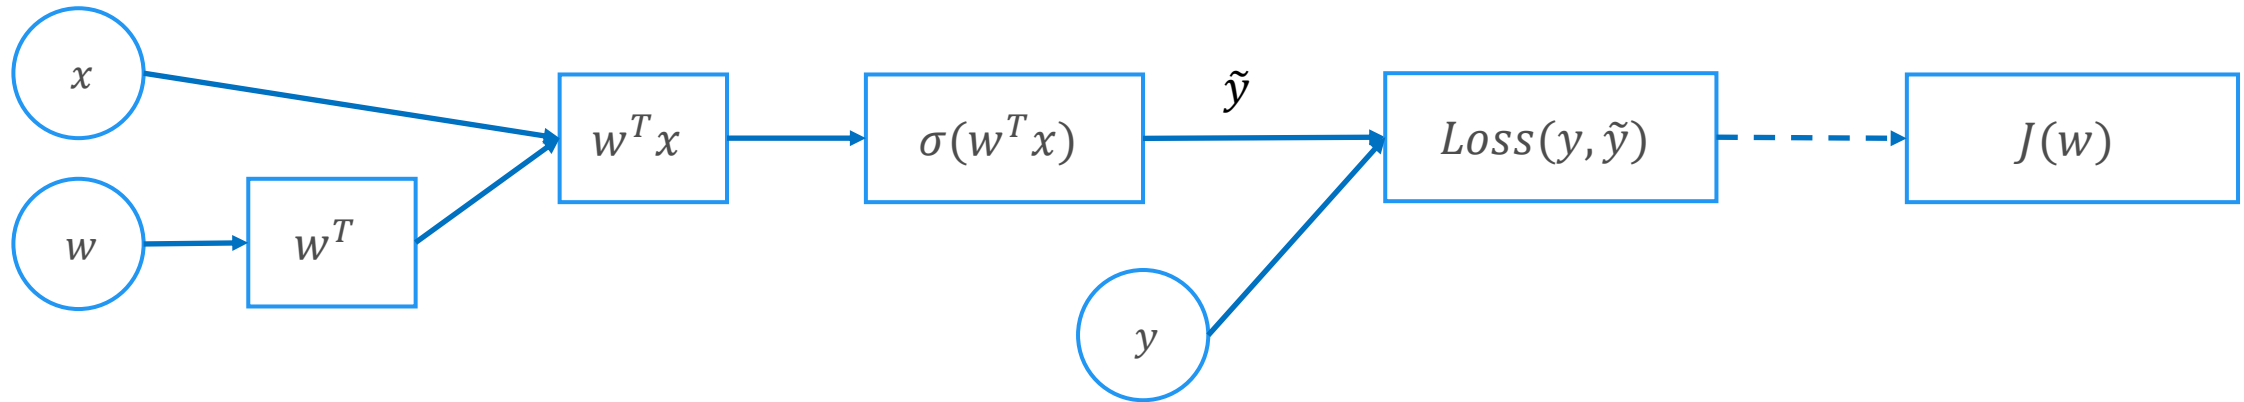 x
w
w^T
w^T x
σ(w^T x)
ỹ
y
Loss(y, ỹ)
J(w)